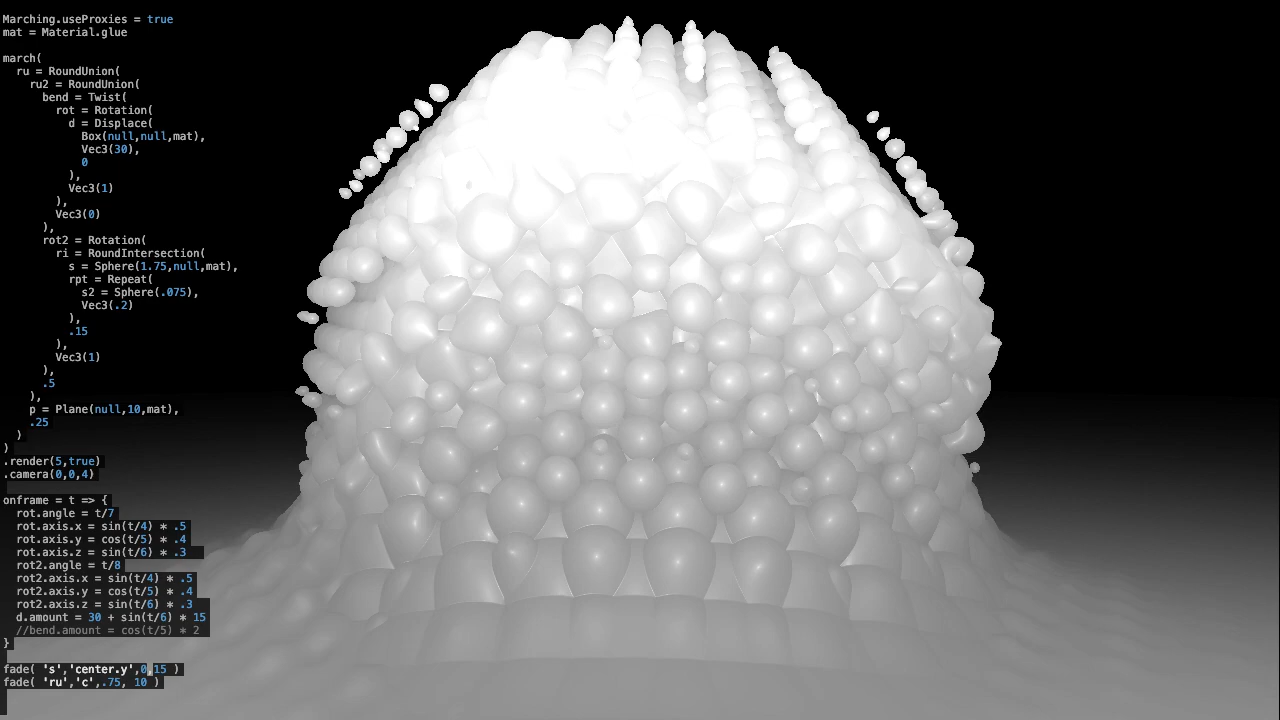 Marching.useProxies = true
mat = Material.glue

march(
  ru = RoundUnion(
    ru2 = RoundUnion(
      bend = Twist(
        rot = Rotation(
          d = Displace(
            Box(null,null,mat),
            Vec3(30),
            0
          ),
          Vec3(1)
        ),
        Vec3(0)
      ),
      rot2 = Rotation(
        ri = RoundIntersection(
          s = Sphere(1.75,null,mat),
          rpt = Repeat(
            s2 = Sphere(.075),
            Vec3(.2)
          ),
          .15
        ),
        Vec3(1)
      ),
      .5
    ),
    p = Plane(null,10,mat),
    .25
  )
)
.render(5,true)
.camera(0,0,4)

onframe = t => {
  rot.angle = t/7
  rot.axis.x = sin(t/4) * .5
  rot.axis.y = cos(t/5) * .4
  rot.axis.z = sin(t/6) * .3
  rot2.angle = t/8
  rot2.axis.x = sin(t/4) * .5
  rot2.axis.y = cos(t/5) * .4
  rot2.axis.z = sin(t/6) * .3
  d.amount = 30 + sin(t/6) * 15
  //bend.amount = cos(t/5) * 2
}

fade( 's','center.y',0,15 )
fade( 'ru','c',.75, 10 )